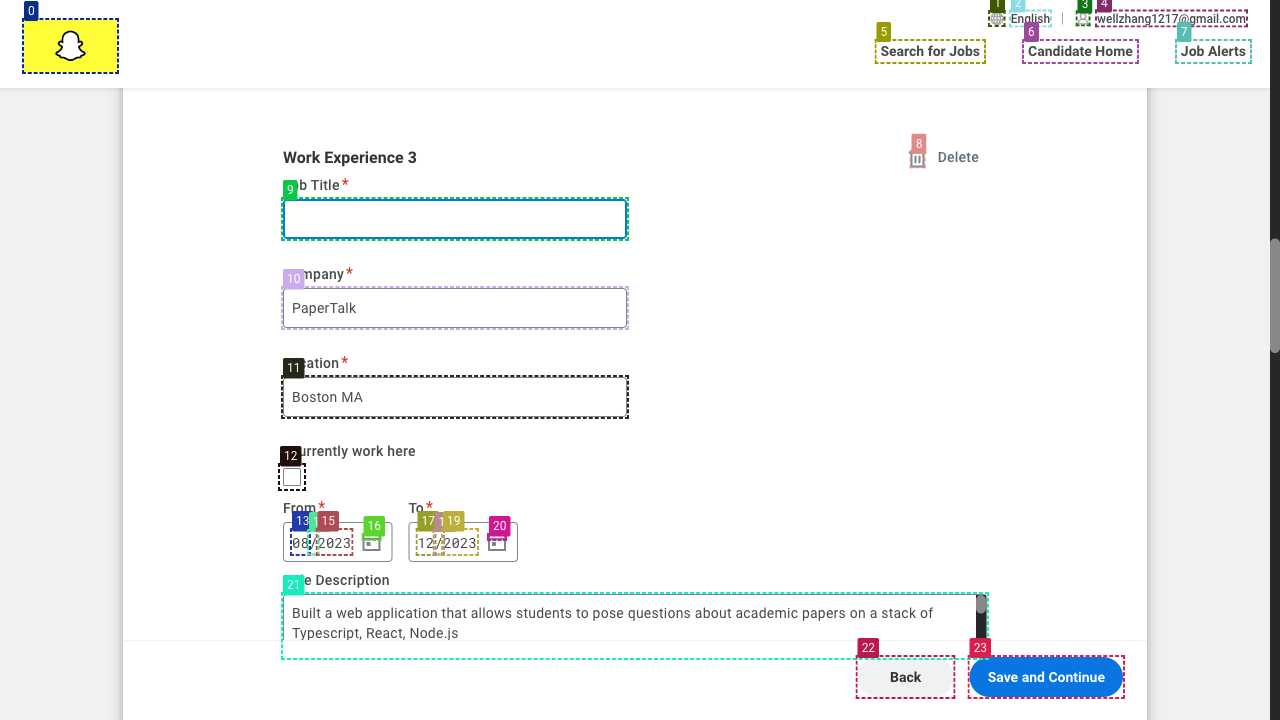 0
1
2
English
3
4
wellzhang1217@gmail.com
5
Search for Jobs
6
Candidate Home
7
Job Alerts
Work Experience 3
8
Delete
9
b Title*
10
mpany*
PaperTalk
11
cation*
Boston MA
12
urrently work here
From*
To*
13
1
15
16
08/2023
17
1
19
20
12/2023
21
e Description
Built a web application that allows students to pose questions about academic papers on a stack of
Typescript, React, Node.js
22
Back
23
Save and Continue